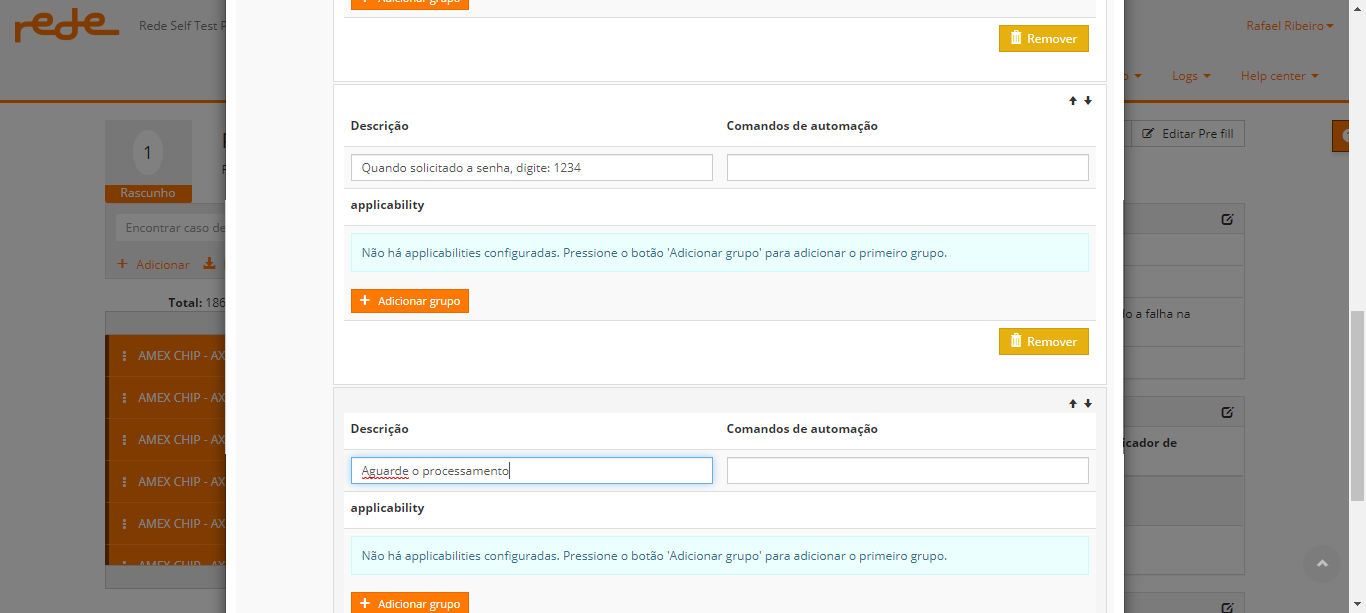 rede
Rede Self Test
Rafael Ribeiro
Logs
Help center
Adicionar grupo
Remover
1
Rascunho
Editar Pre fill
Encontrar caso de
Adicionar
Total: 186
AMEX CHIP - AX
AMEX CHIP - AX
AMEX CHIP - AX
AMEX CHIP - AX
AMEX CHIP - AX
AMEX CHIP - AX
Descrição
Comandos de automação
Quando solicitado a senha, digite: 1234
applicability
Não há applicabilities configuradas. Pressione o botão 'Adicionar grupo' para adicionar o primeiro grupo.
Adicionar grupo
Remover
Descrição
Comandos de automação
Aguarde o processamento
applicability
Não há applicabilities configuradas. Pressione o botão 'Adicionar grupo' para adicionar o primeiro grupo.
Adicionar grupo
do a falha na
icador de